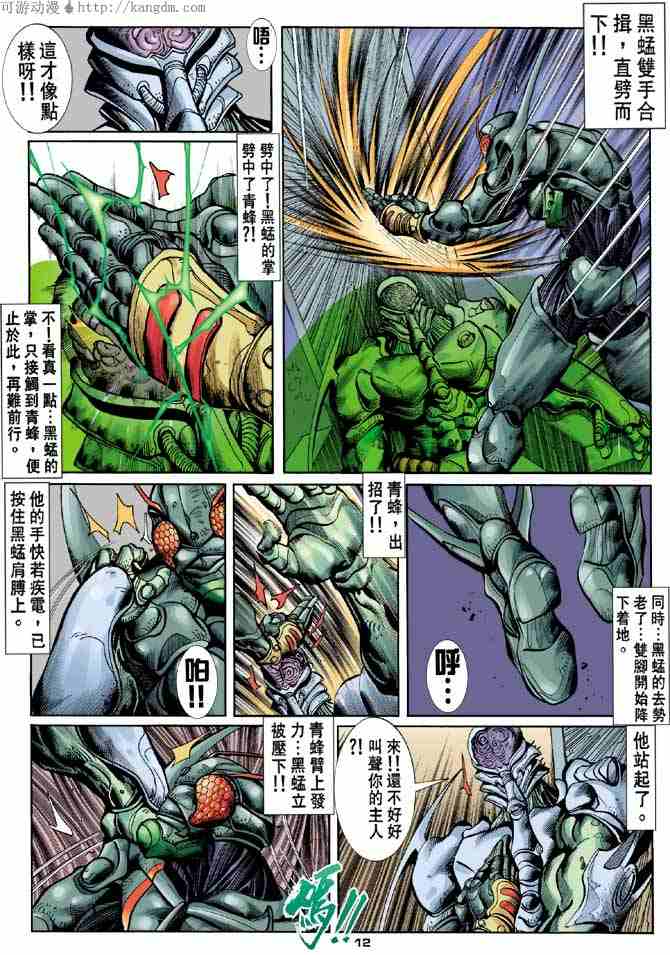 可游动漫 http://kangdm.com
黑蜢雙手合
揖，直劈而
下!!
唔…
這才像點
樣呀!!
劈中了！黑蜢的掌
劈中了青蜂?!
不！看真一點…黑蜢的
掌，只接觸到青蜂，便
止於此，再難前行。
同時…黑蜢的去勢
老了…雙腳開始降
下着地。
呼…
青蜂，出
招了!!
他的手快若疾電，已
按住黑蜢肩膊上。
啪!!
他站起了。
來!!還不好好
叫聲你的主人
?!
青蜂臂上發
力…黑蜢立
被壓下!!
12